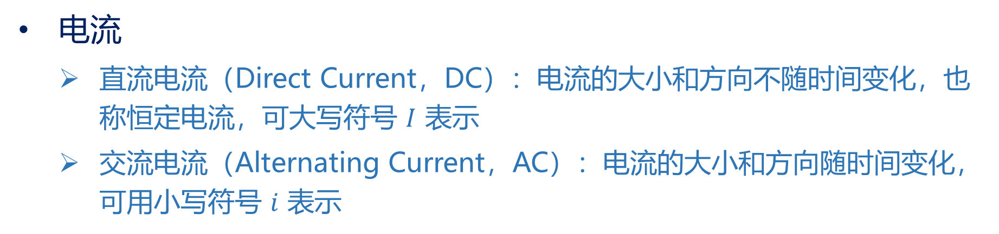 • 电流
➢ 直流电流（Direct Current，DC）：电流的大小和方向不随时间变化，也
称恒定电流，可大写符号 I 表示
➢ 交流电流（Alternating Current，AC）：电流的大小和方向随时间变化，
可用小写符号 i 表示